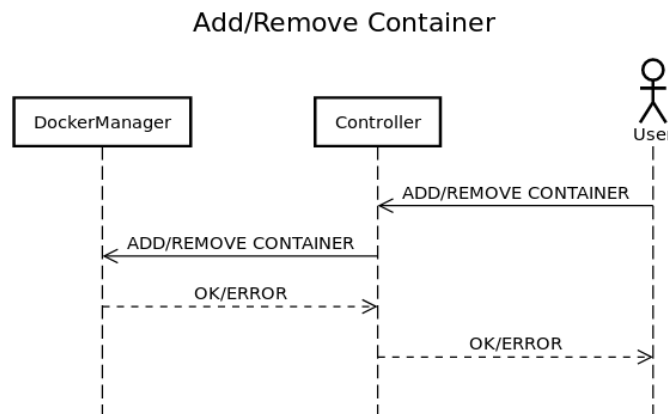 Add/Remove Container
DockerManager
Controller
User
ADD/REMOVE CONTAINER
ADD/REMOVE CONTAINER
OK/ERROR
OK/ERROR